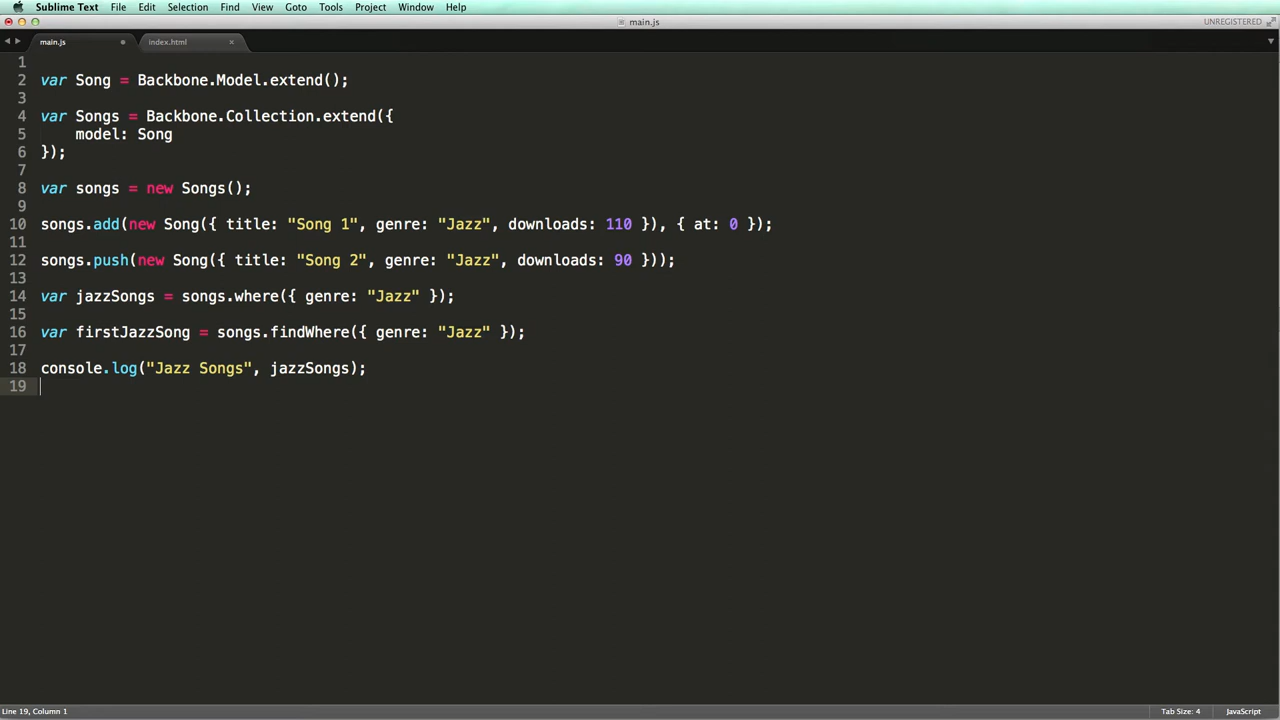 Sublime Text File Edit Selection Find View Goto Tools Project Window Help
main.js UNREGISTERED
main.js index.html
1
2 var Song = Backbone.Model.extend();
3
4 var Songs = Backbone.Collection.extend({
5 model: Song
6 });
7
8 var songs = new Songs();
9
10 songs.add(new Song({ title: "Song 1", genre: "Jazz", downloads: 110 }), { at: 0 });
11
12 songs.push(new Song({ title: "Song 2", genre: "Jazz", downloads: 90 }));
13
14 var jazzSongs = songs.where({ genre: "Jazz" });
15
16 var firstJazzSong = songs.findWhere({ genre: "Jazz" });
17
18 console.log("Jazz Songs", jazzSongs);
19
Line 19, Column 1 Tab Size: 4 JavaScript